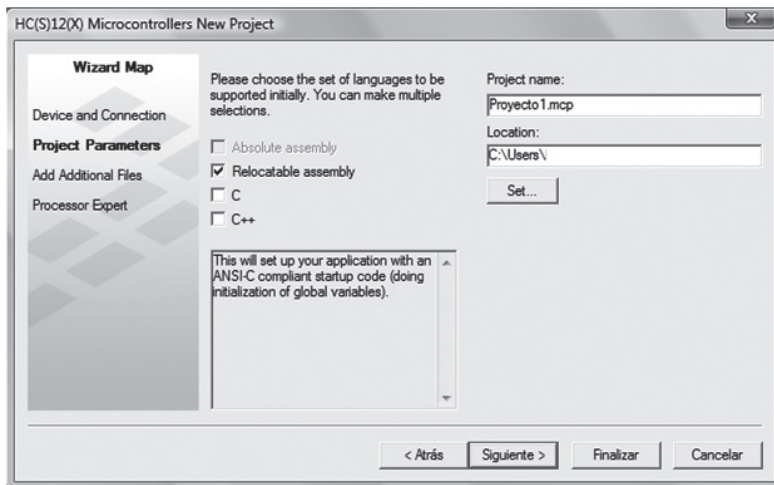 HC(S)12(X) Microcontrollers New Project
Wizard Map
Device and Connection
Project Parameters
Add Additional Files
Processor Expert
Please choose the set of languages to
be supported initially. You can make multiple
selections.
Absolute assembly
Relocatable assembly
C
C++
This will set up your application with an
ANSI-C compliant startup code (doing
initialization of global variables).
Project name:
Proyecto1.mcp
Location:
C:\Users\
Set...
< Atrás
Siguiente >
Finalizar
Cancelar